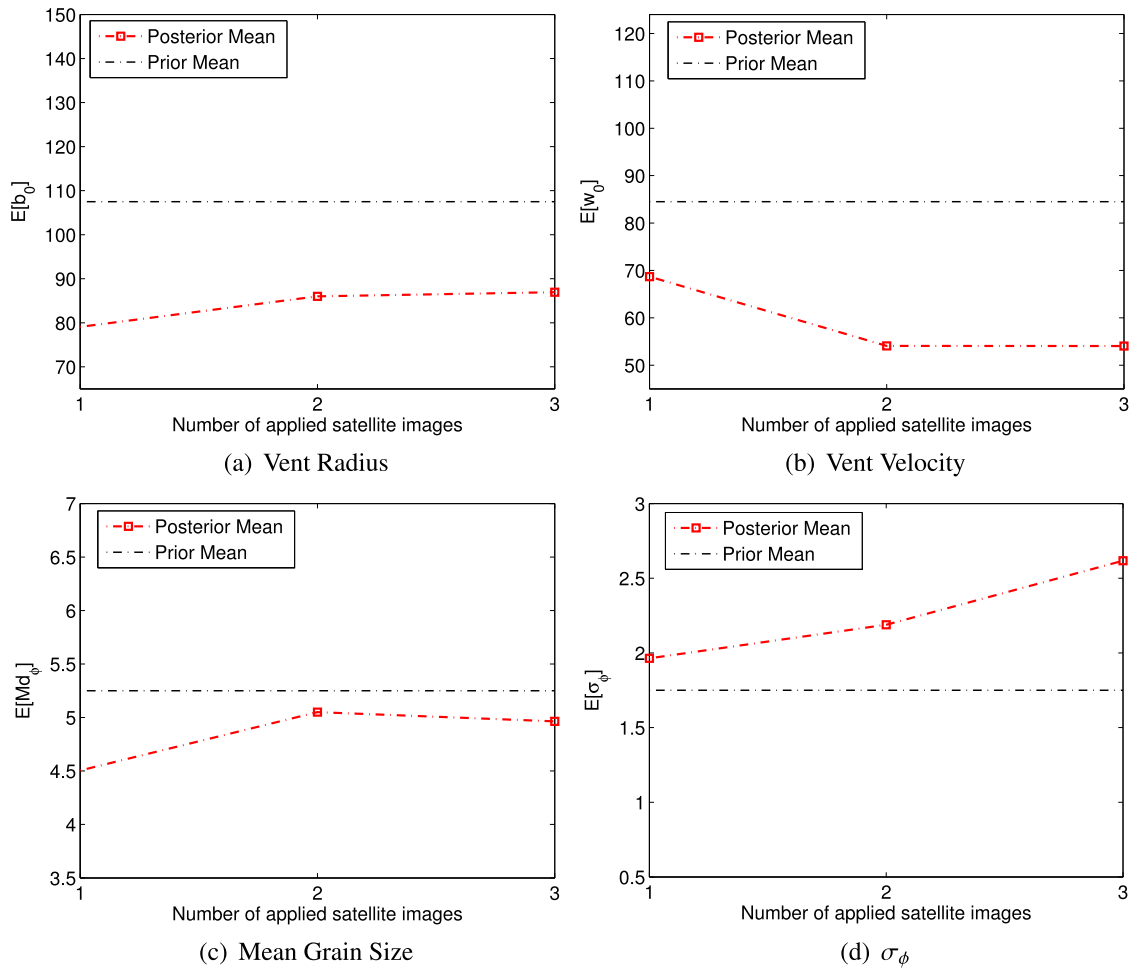 150
140
130
120
110
100
90
80
70
E[b₀]
Posterior Mean
Prior Mean
1 2 3
Number of applied satellite images
(a) Vent Radius
120
110
100
90
80
70
60
50
E[w₀]
Posterior Mean
Prior Mean
1 2 3
Number of applied satellite images
(b) Vent Velocity
7
6.5
6
5.5
5
4.5
4
3.5
E[Md_ϕ]
Posterior Mean
Prior Mean
1 2 3
Number of applied satellite images
(c) Mean Grain Size
3
2.5
2
1.5
1
0.5
E[σ_ϕ]
Posterior Mean
Prior Mean
1 2 3
Number of applied satellite images
(d) σ_ϕ